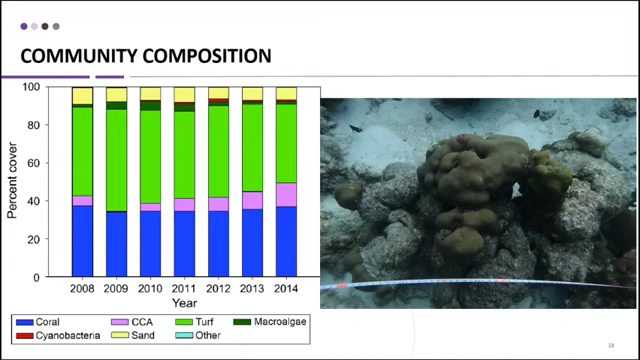 COMMUNITY COMPOSITION
100
80
60
40
20
0
Percent cover
2008 2009 2010 2011 2012 2013 2014
Year
Coral CCA Turf Macroalgae
Cyanobacteria Sand Other
18